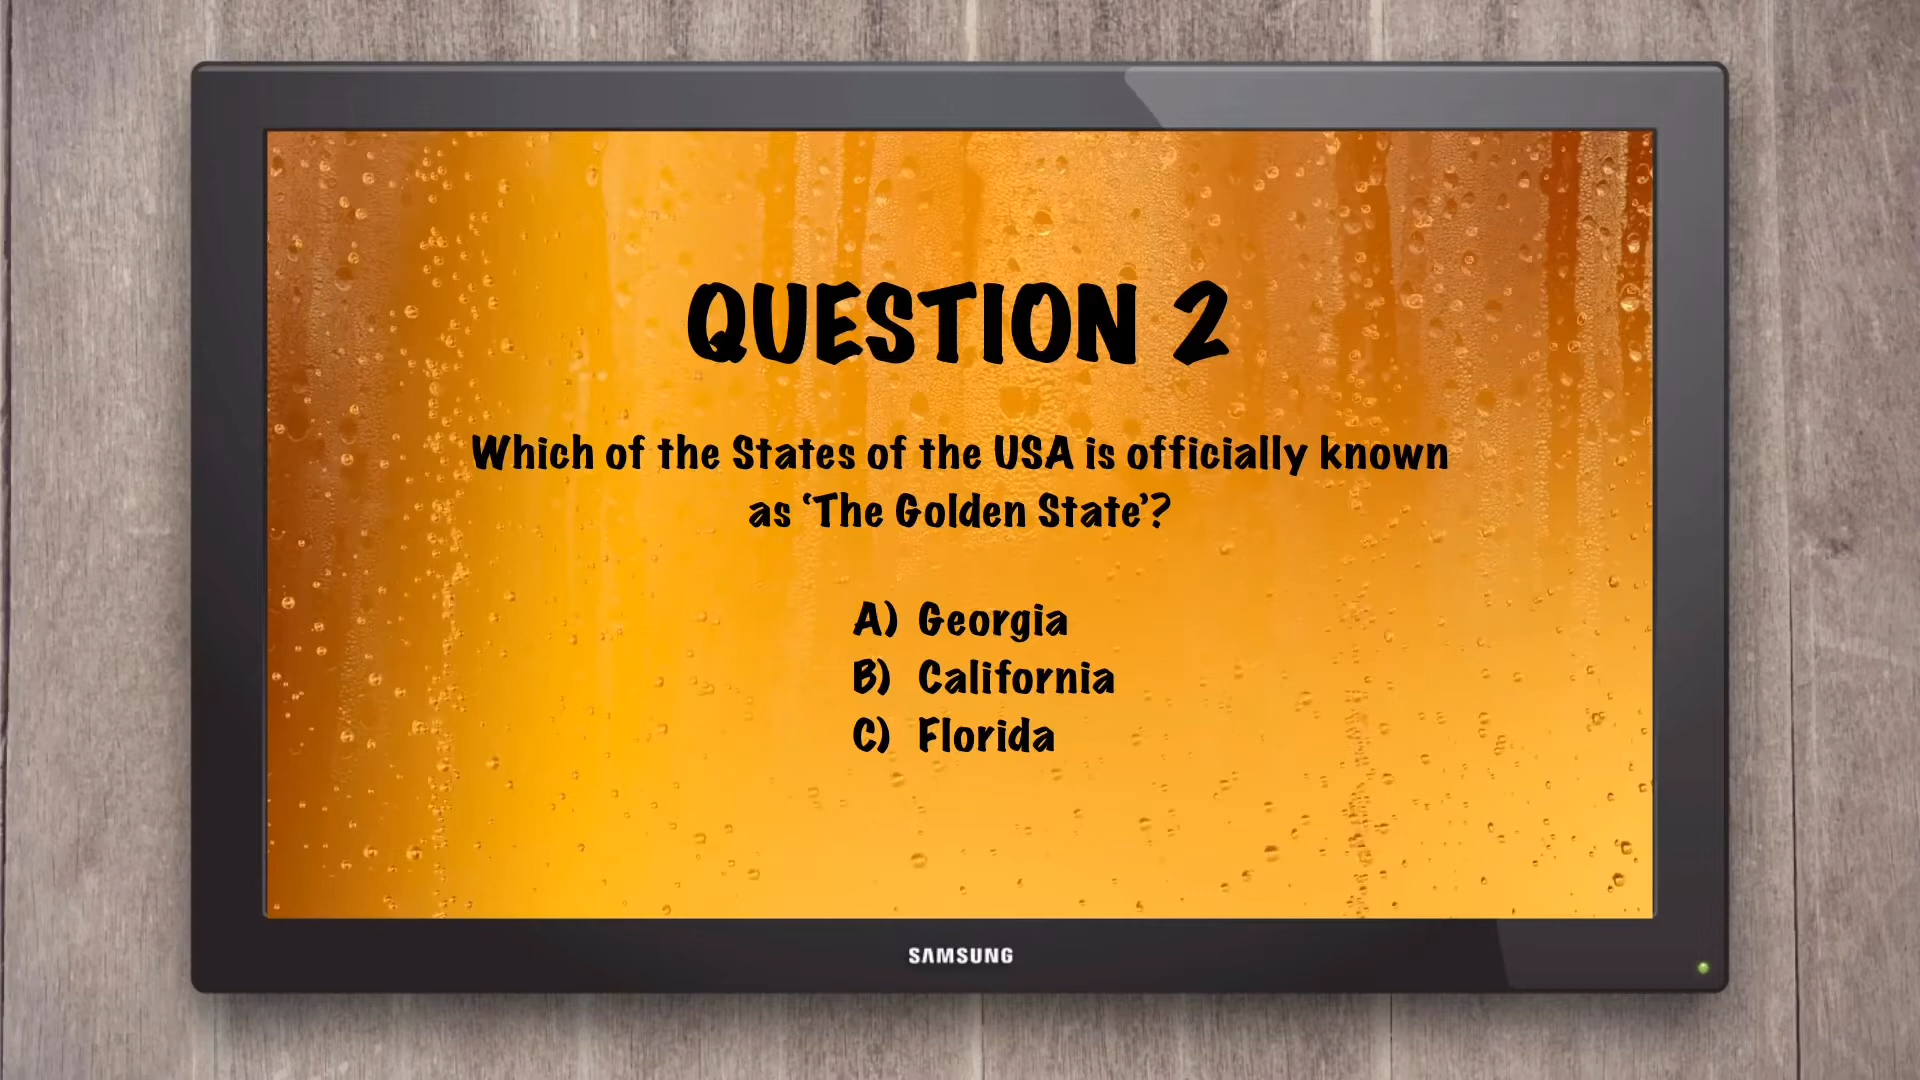 QUESTION 2
Which of the States of the USA is officially known
as ‘The Golden State’?
A) Georgia
B) California
C) Florida
SAMSUNG